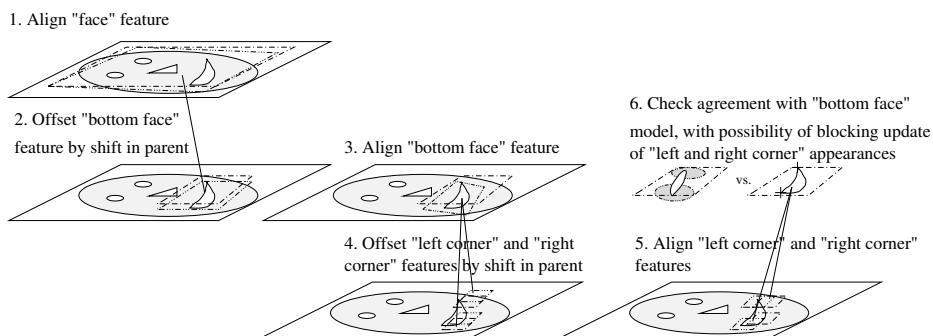 1. Align "face" feature
2. Offset "bottom face"
feature by shift in parent
3. Align "bottom face" feature
4. Offset "left corner" and "right
corner" features by shift in parent
6. Check agreement with "bottom face"
model, with possibility of blocking update
of "left and right corner" appearances
vs.
5. Align "left corner" and "right corner"
features